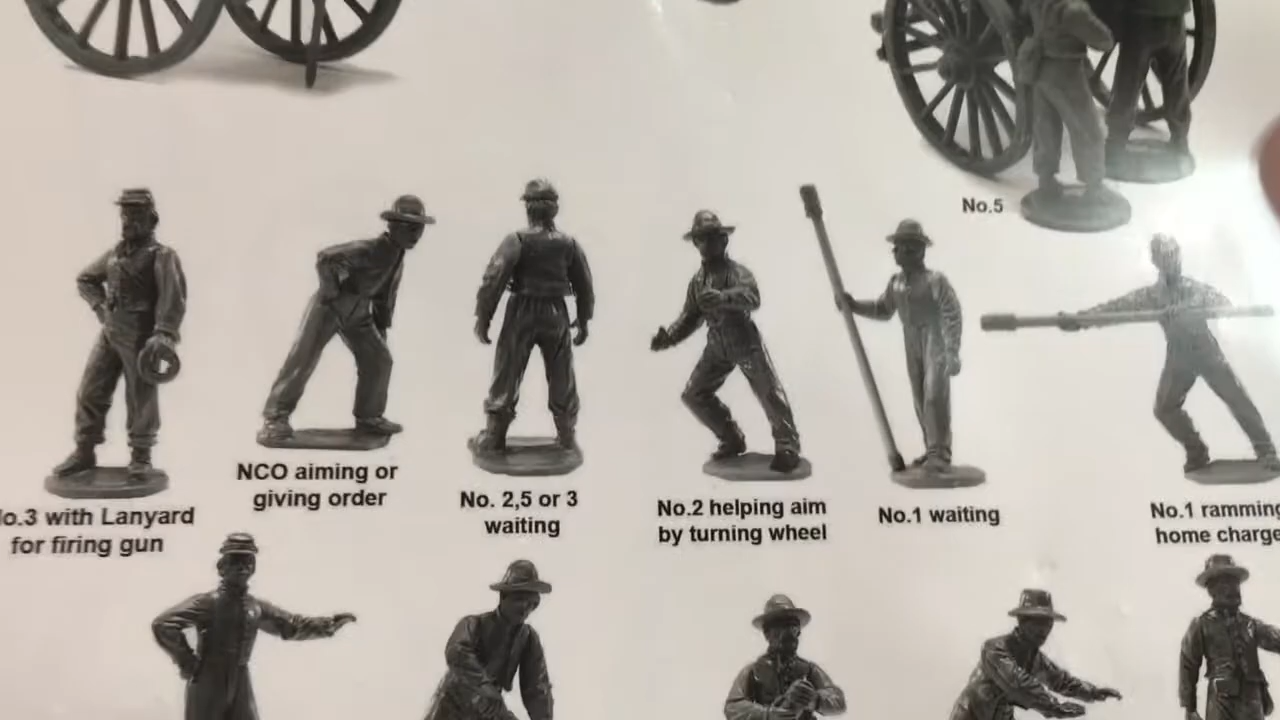 No.5
NCO aiming or
giving order
No. 2,5 or 3
waiting
No.2 helping aim
by turning wheel
No.1 waiting
No.1 ramming
home charge
o.3 with Lanyard
for firing gun